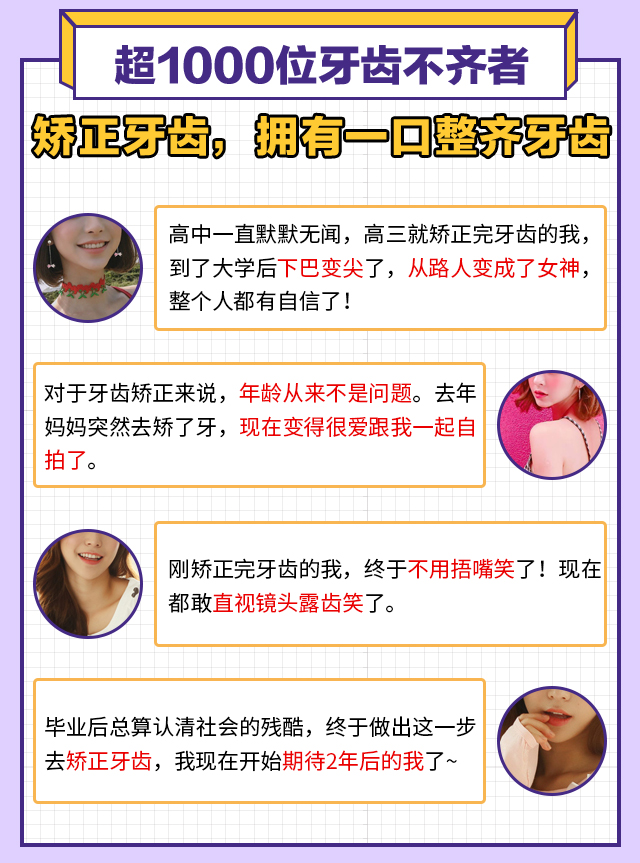 超1000位牙齿不齐者
矫正牙齿，拥有一口整齐牙齿
高中一直默默无闻，高三就矫正完牙齿的我，
到了大学后下巴变尖了，从路人变成了女神，
整个人都有自信了！
对于牙齿矫正来说，年龄从来不是问题。去年
妈妈突然去矫了牙，现在变得很爱跟我一起自
拍了。
刚矫正完牙齿的我，终于不用捂嘴笑了！现在
都敢直视镜头露齿笑了。
毕业后总算认清社会的残酷，终于做出这一步
去矫正牙齿，我现在开始期待2年后的我了~